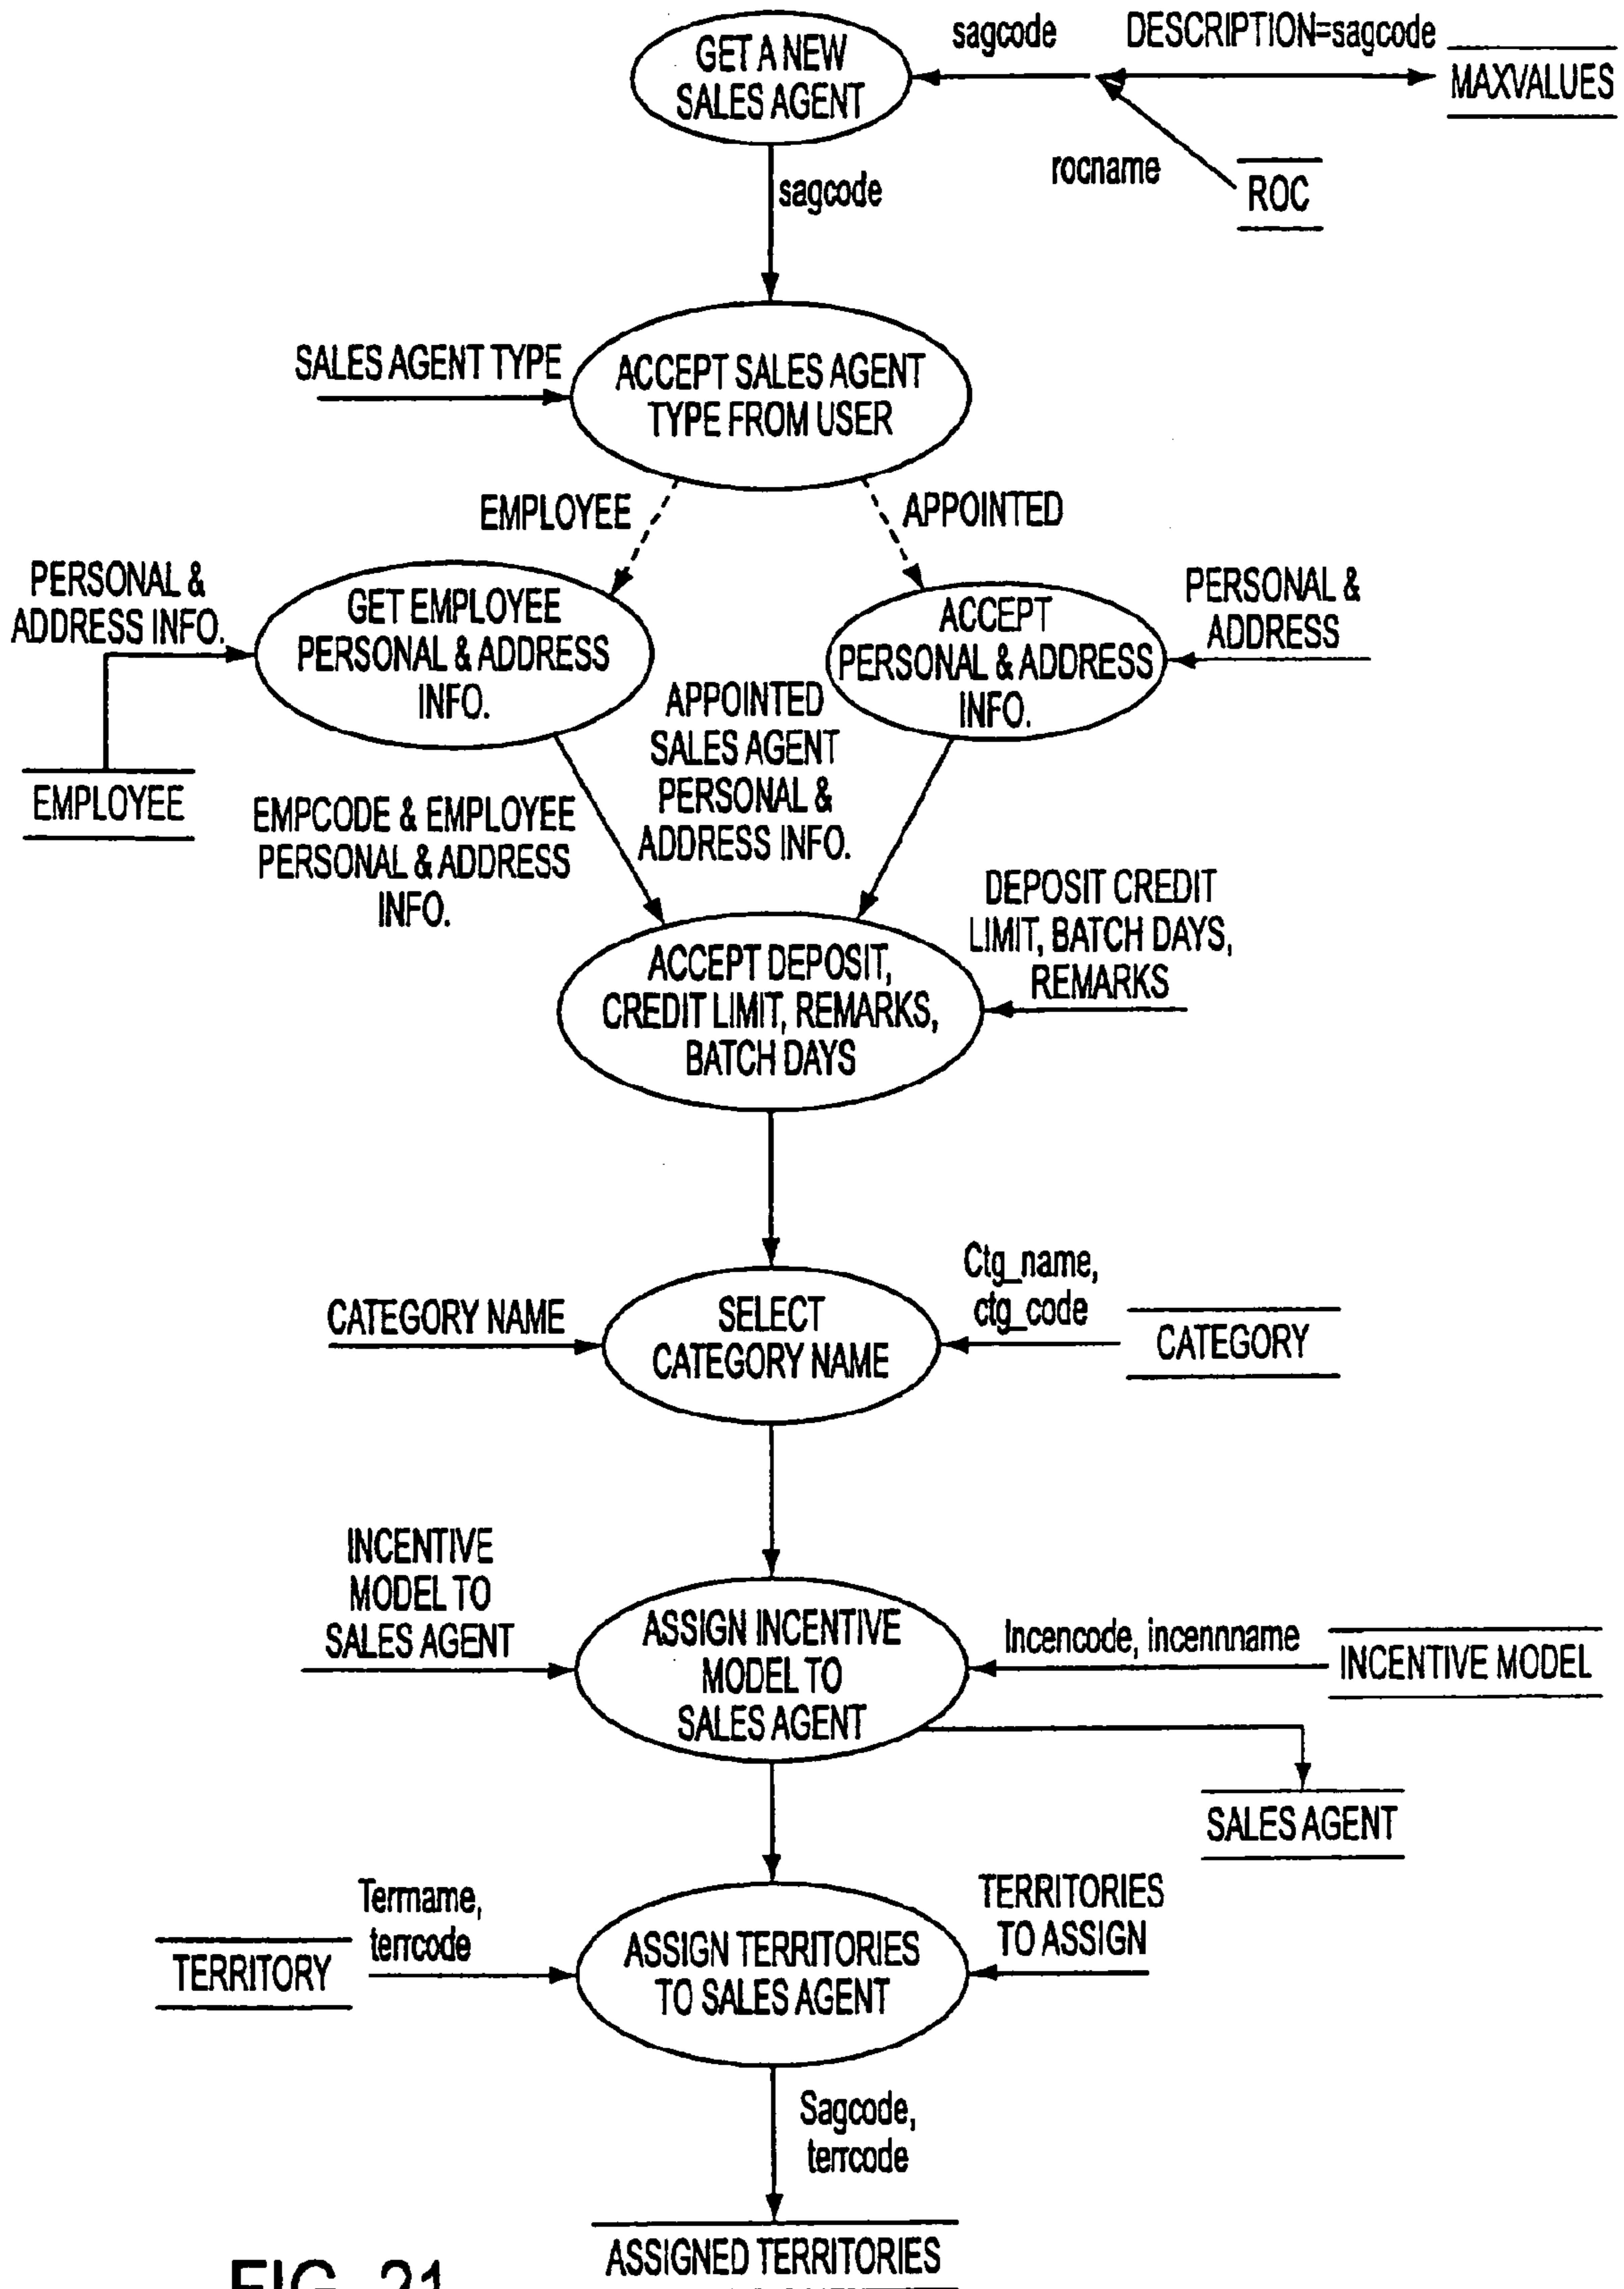 GET A NEW
SALES AGENT
sagcode
DESCRIPTION=sagcode
MAXVALUES
rocname
ROC
sagcode
SALES AGENT TYPE
ACCEPT SALES AGENT
TYPE FROM USER
EMPLOYEE
APPOINTED
PERSONAL &
ADDRESS INFO.
GET EMPLOYEE
PERSONAL & ADDRESS
INFO.
ACCEPT
PERSONAL & ADDRESS
INFO.
PERSONAL &
ADDRESS
EMPLOYEE
EMPCODE & EMPLOYEE
PERSONAL & ADDRESS
INFO.
APPOINTED
SALES AGENT
PERSONAL &
ADDRESS INFO.
DEPOSIT CREDIT
LIMIT, BATCH DAYS,
REMARKS
ACCEPT DEPOSIT,
CREDIT LIMIT, REMARKS,
BATCH DAYS
CATEGORY NAME
SELECT
CATEGORY NAME
Ctg_name,
ctg_code
CATEGORY
INCENTIVE
MODEL TO
SALES AGENT
ASSIGN INCENTIVE
MODEL TO
SALES AGENT
Incencode, incennname
INCENTIVE MODEL
SALES AGENT
Terrname,
terrcode
TERRITORY
ASSIGN TERRITORIES
TO SALES AGENT
TERRITORIES
TO ASSIGN
Sagcode,
terrcode
ASSIGNED TERRITORIES
FIG. 21